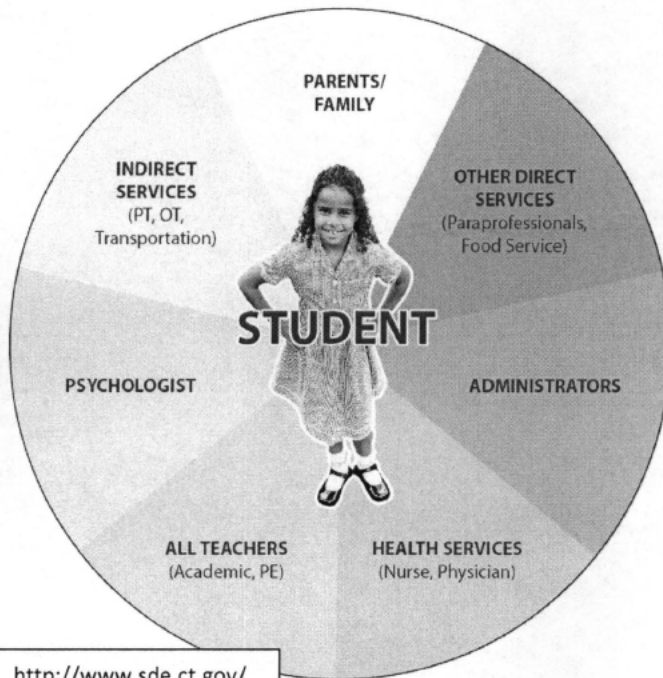 PARENTS/
FAMILY
INDIRECT
SERVICES
(PT, OT,
Transportation)
OTHER DIRECT
SERVICES
(Paraprofessionals,
Food Service)
STUDENT
PSYCHOLOGIST
ADMINISTRATORS
ALL TEACHERS
(Academic, PE)
HEALTH SERVICES
(Nurse, Physician)
http://www.sde.ct.gov/